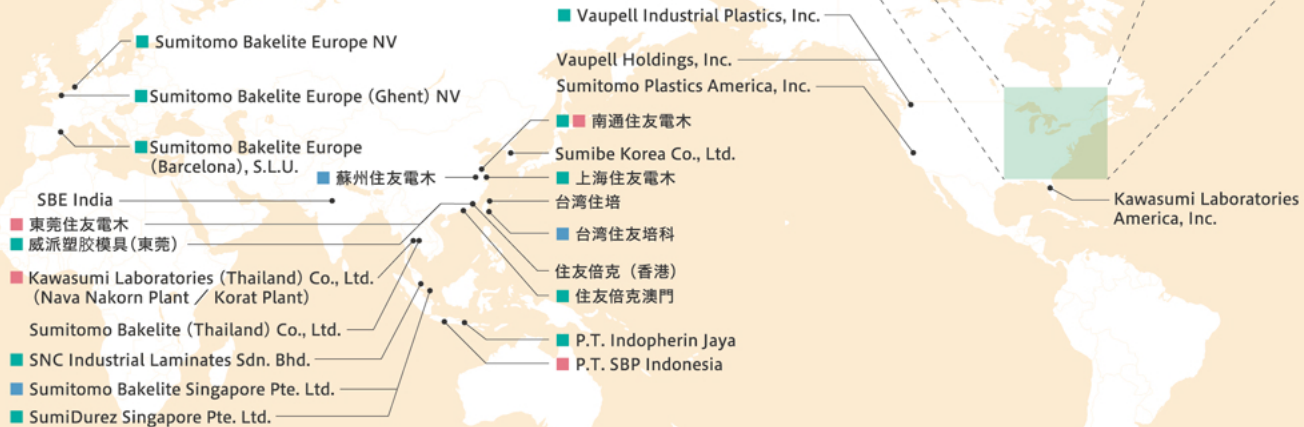 Sumitomo Bakelite Europe NV
Sumitomo Bakelite Europe (Ghent) NV
Sumitomo Bakelite Europe
(Barcelona), S.L.U.
蘇州住友電木
SBE India
東莞住友電木
威派塑胶模具(東莞)
Kawasumi Laboratories (Thailand) Co., Ltd.
(Nava Nakorn Plant / Korat Plant)
Sumitomo Bakelite (Thailand) Co., Ltd.
SNC Industrial Laminates Sdn. Bhd.
Sumitomo Bakelite Singapore Pte. Ltd.
SumiDurez Singapore Pte. Ltd.
Vaupell Industrial Plastics, Inc.
Vaupell Holdings, Inc.
Sumitomo Plastics America, Inc.
南通住友電木
Sumibe Korea Co., Ltd.
上海住友電木
台湾住培
台湾住友培科
住友倍克（香港）
住友倍克澳門
P.T. Indopherin Jaya
P.T. SBP Indonesia
Kawasumi Laboratories
America, Inc.